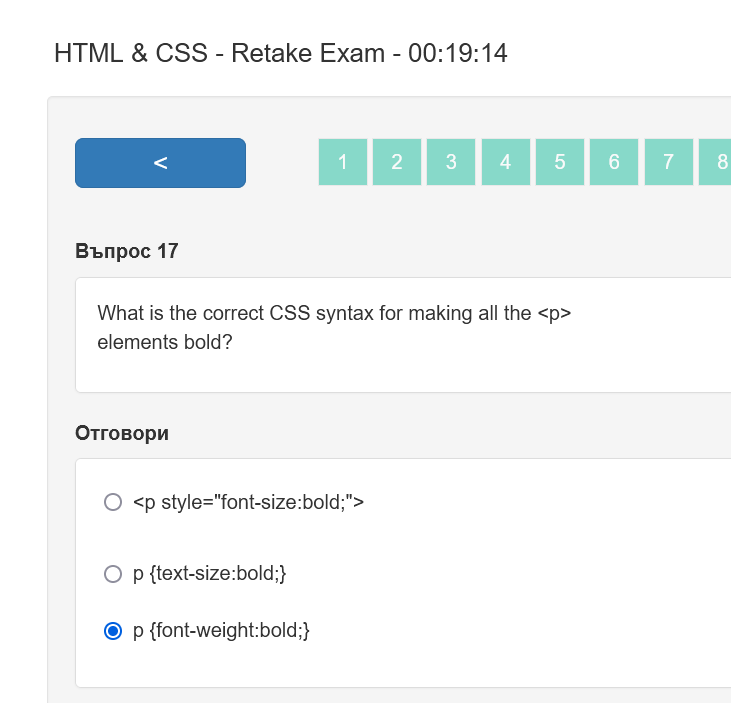 HTML & CSS - Retake Exam - 00:19:14
<
1 2 3 4 5 6 7 8
Въпрос 17
What is the correct CSS syntax for making all the <p>
elements bold?
Отговори
<p style="font-size:bold;">
p {text-size:bold;}
p {font-weight:bold;}